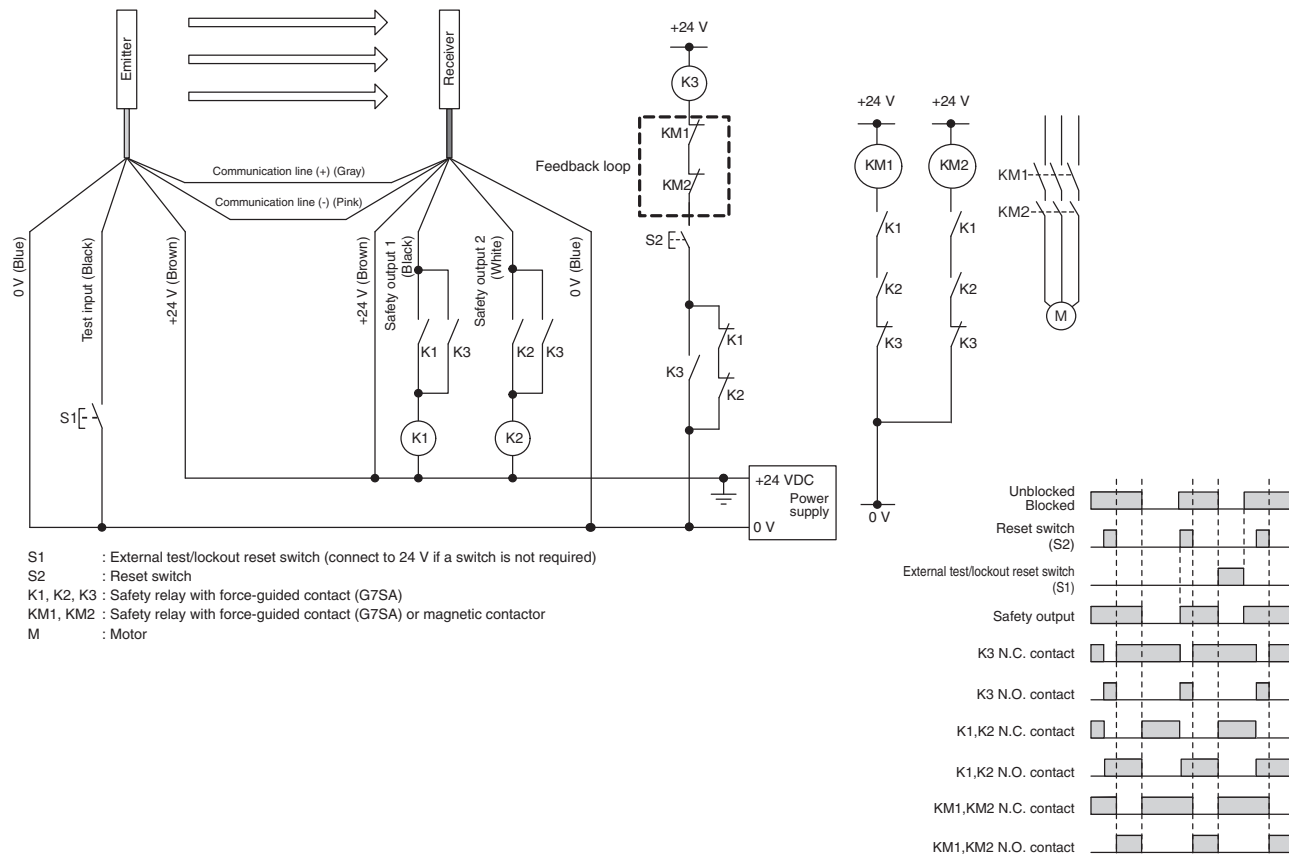 Emitter
Receiver
+24 V
K3
KM1
KM2
Feedback loop
S2
K3
K1
K2
Communication line (+) (Gray)
Communication line (-) (Pink)
0 V (Blue)
Test input (Black)
+24 V (Brown)
+24 V (Brown)
Safety output 1
(Black)
Safety output 2
(White)
0 V (Blue)
S1
K1
K3
K2
K3
K1
K2
+24 VDC
Power
supply
0 V
+24 V
+24 V
KM1
KM2
K1
K1
K2
K2
K3
K3
0 V
KM1
KM2
M
S1 : External test/lockout reset switch (connect to 24 V if a switch is not required)
S2 : Reset switch
K1, K2, K3 : Safety relay with force-guided contact (G7SA)
KM1, KM2 : Safety relay with force-guided contact (G7SA) or magnetic contactor
M : Motor
Unblocked
Blocked
Reset switch
(S2)
External test/lockout reset switch
(S1)
Safety output
K3 N.C. contact
K3 N.O. contact
K1,K2 N.C. contact
K1,K2 N.O. contact
KM1,KM2 N.C. contact
KM1,KM2 N.O. contact